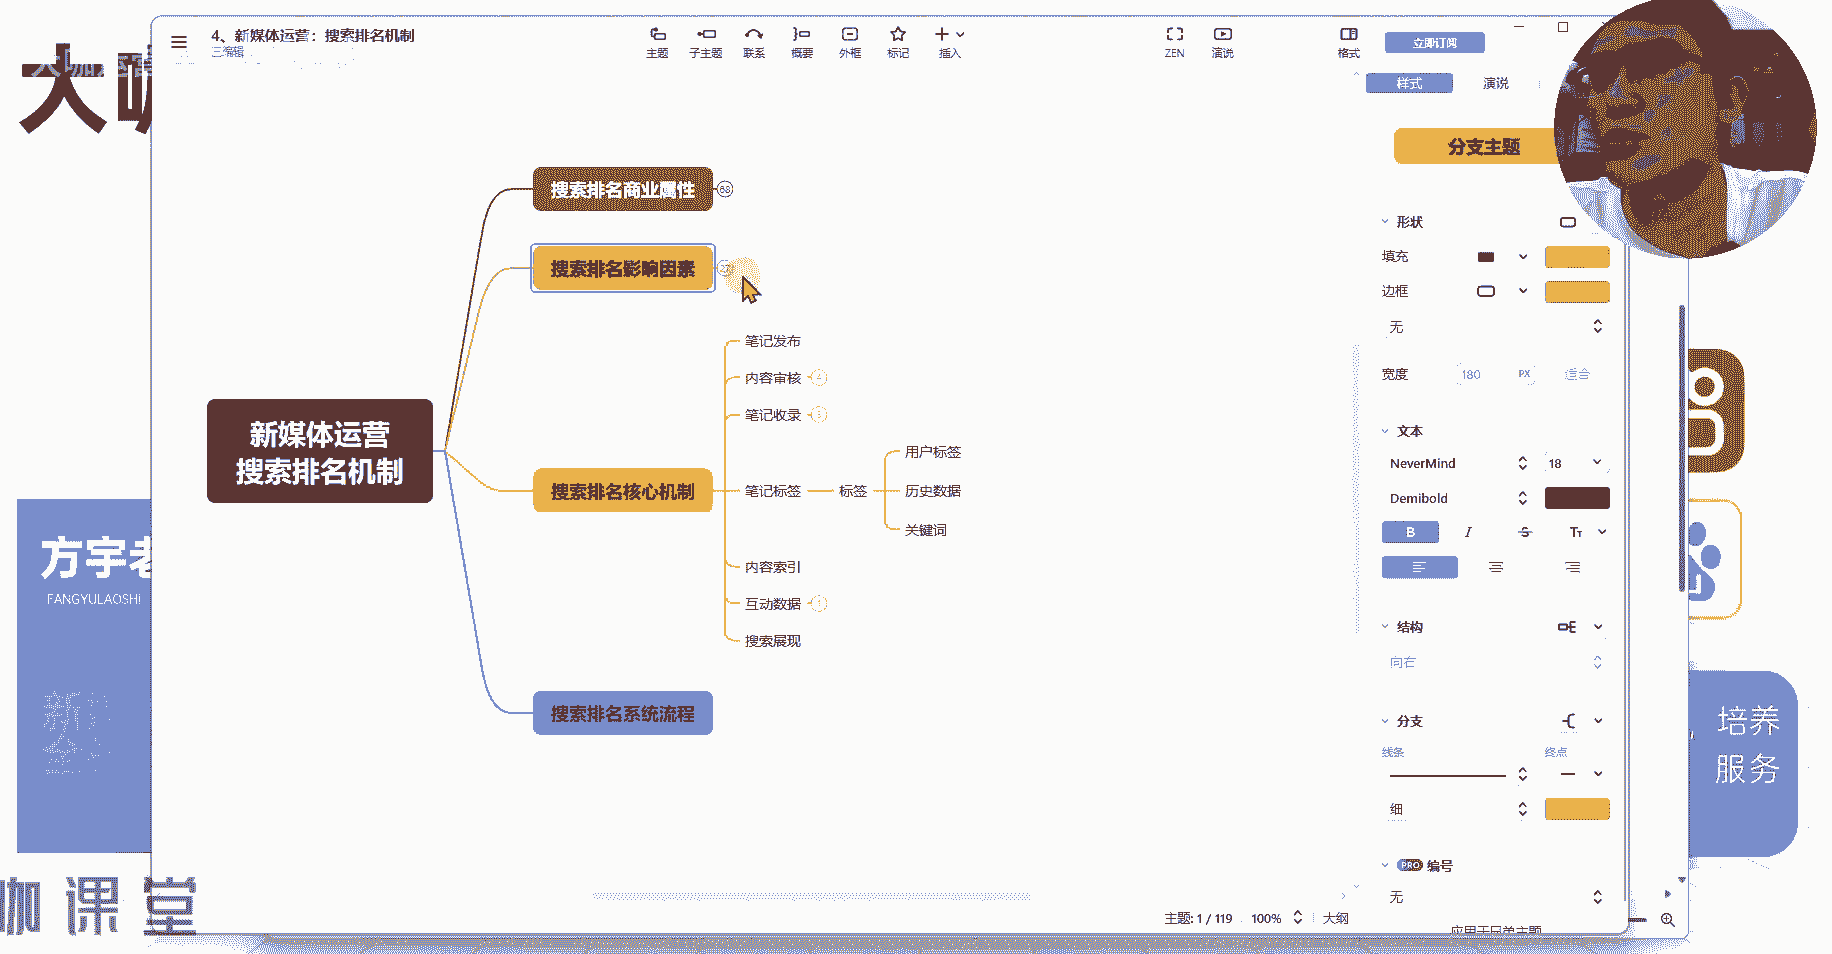 4、新媒体运营：搜索排名机制
已编辑
主题
子主题
联系
概要
外框
标记
插入
ZEN
演说
格式
立即订阅
样式
演说
分支主题
形状
填充
边框
无
宽度
180
PX
适合
文本
NeverMind
18
Demibold
B
I
S
TT
结构
向右
分支
线条
终点
细
PRO 编号
无
应用于同单主题
搜索排名商业属性
68
搜索排名影响因素
27
笔记发布
内容审核
4
笔记收录
用户标签
新媒体运营
搜索排名机制
搜索排名核心机制
笔记标签
标签
历史数据
关键词
内容索引
互动数据
1
搜索展现
搜索排名系统流程
主题: 1 / 119
100%
大纲
大
方宇老
FANGYULAOSHI
培养
服务
咖课堂